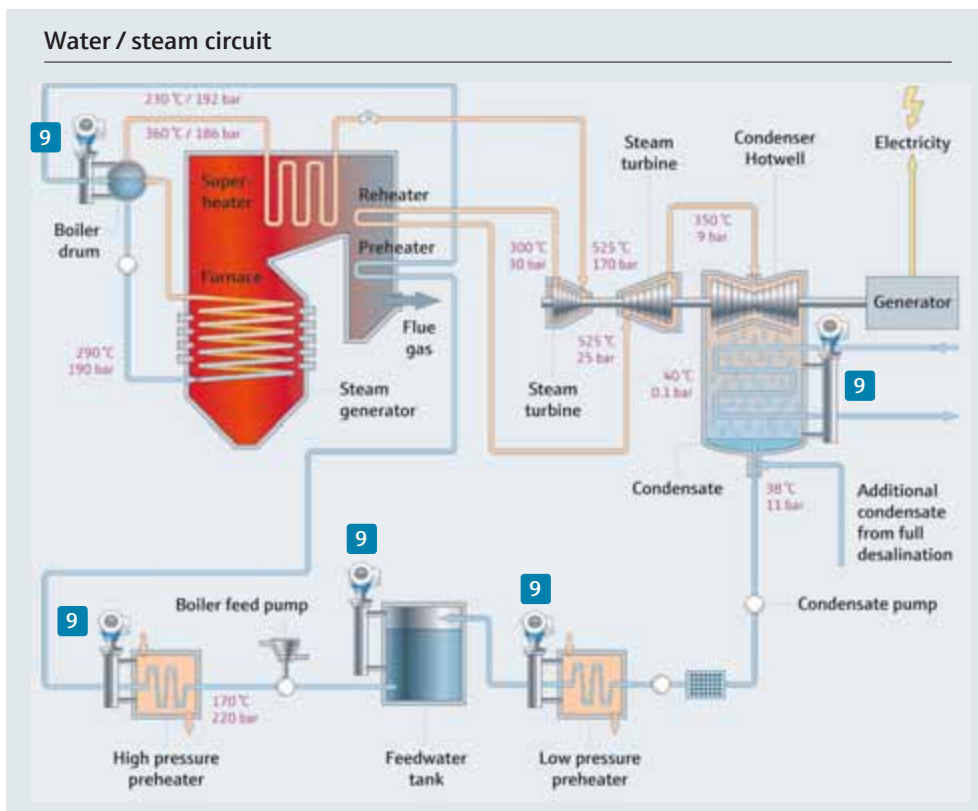 Water / steam circuit
230 °C / 192 bar
9
360 °C / 186 bar
Boiler
drum
Super-
heater
Reheater
Preheater
Furnace
Flue
gas
290 °C
190 bar
Steam
generator
Steam
turbine
Condenser
Hotwell
Electricity
350 °C
9 bar
300 °C
30 bar
525 °C
170 bar
Generator
525 °C
25 bar
Steam
turbine
40 °C
0.1 bar
9
Condensate
38 °C
11 bar
Additional
condensate
from full
desalination
Condensate pump
9
Boiler feed pump
9
9
170 °C
220 bar
High pressure
preheater
Feedwater
tank
Low pressure
preheater